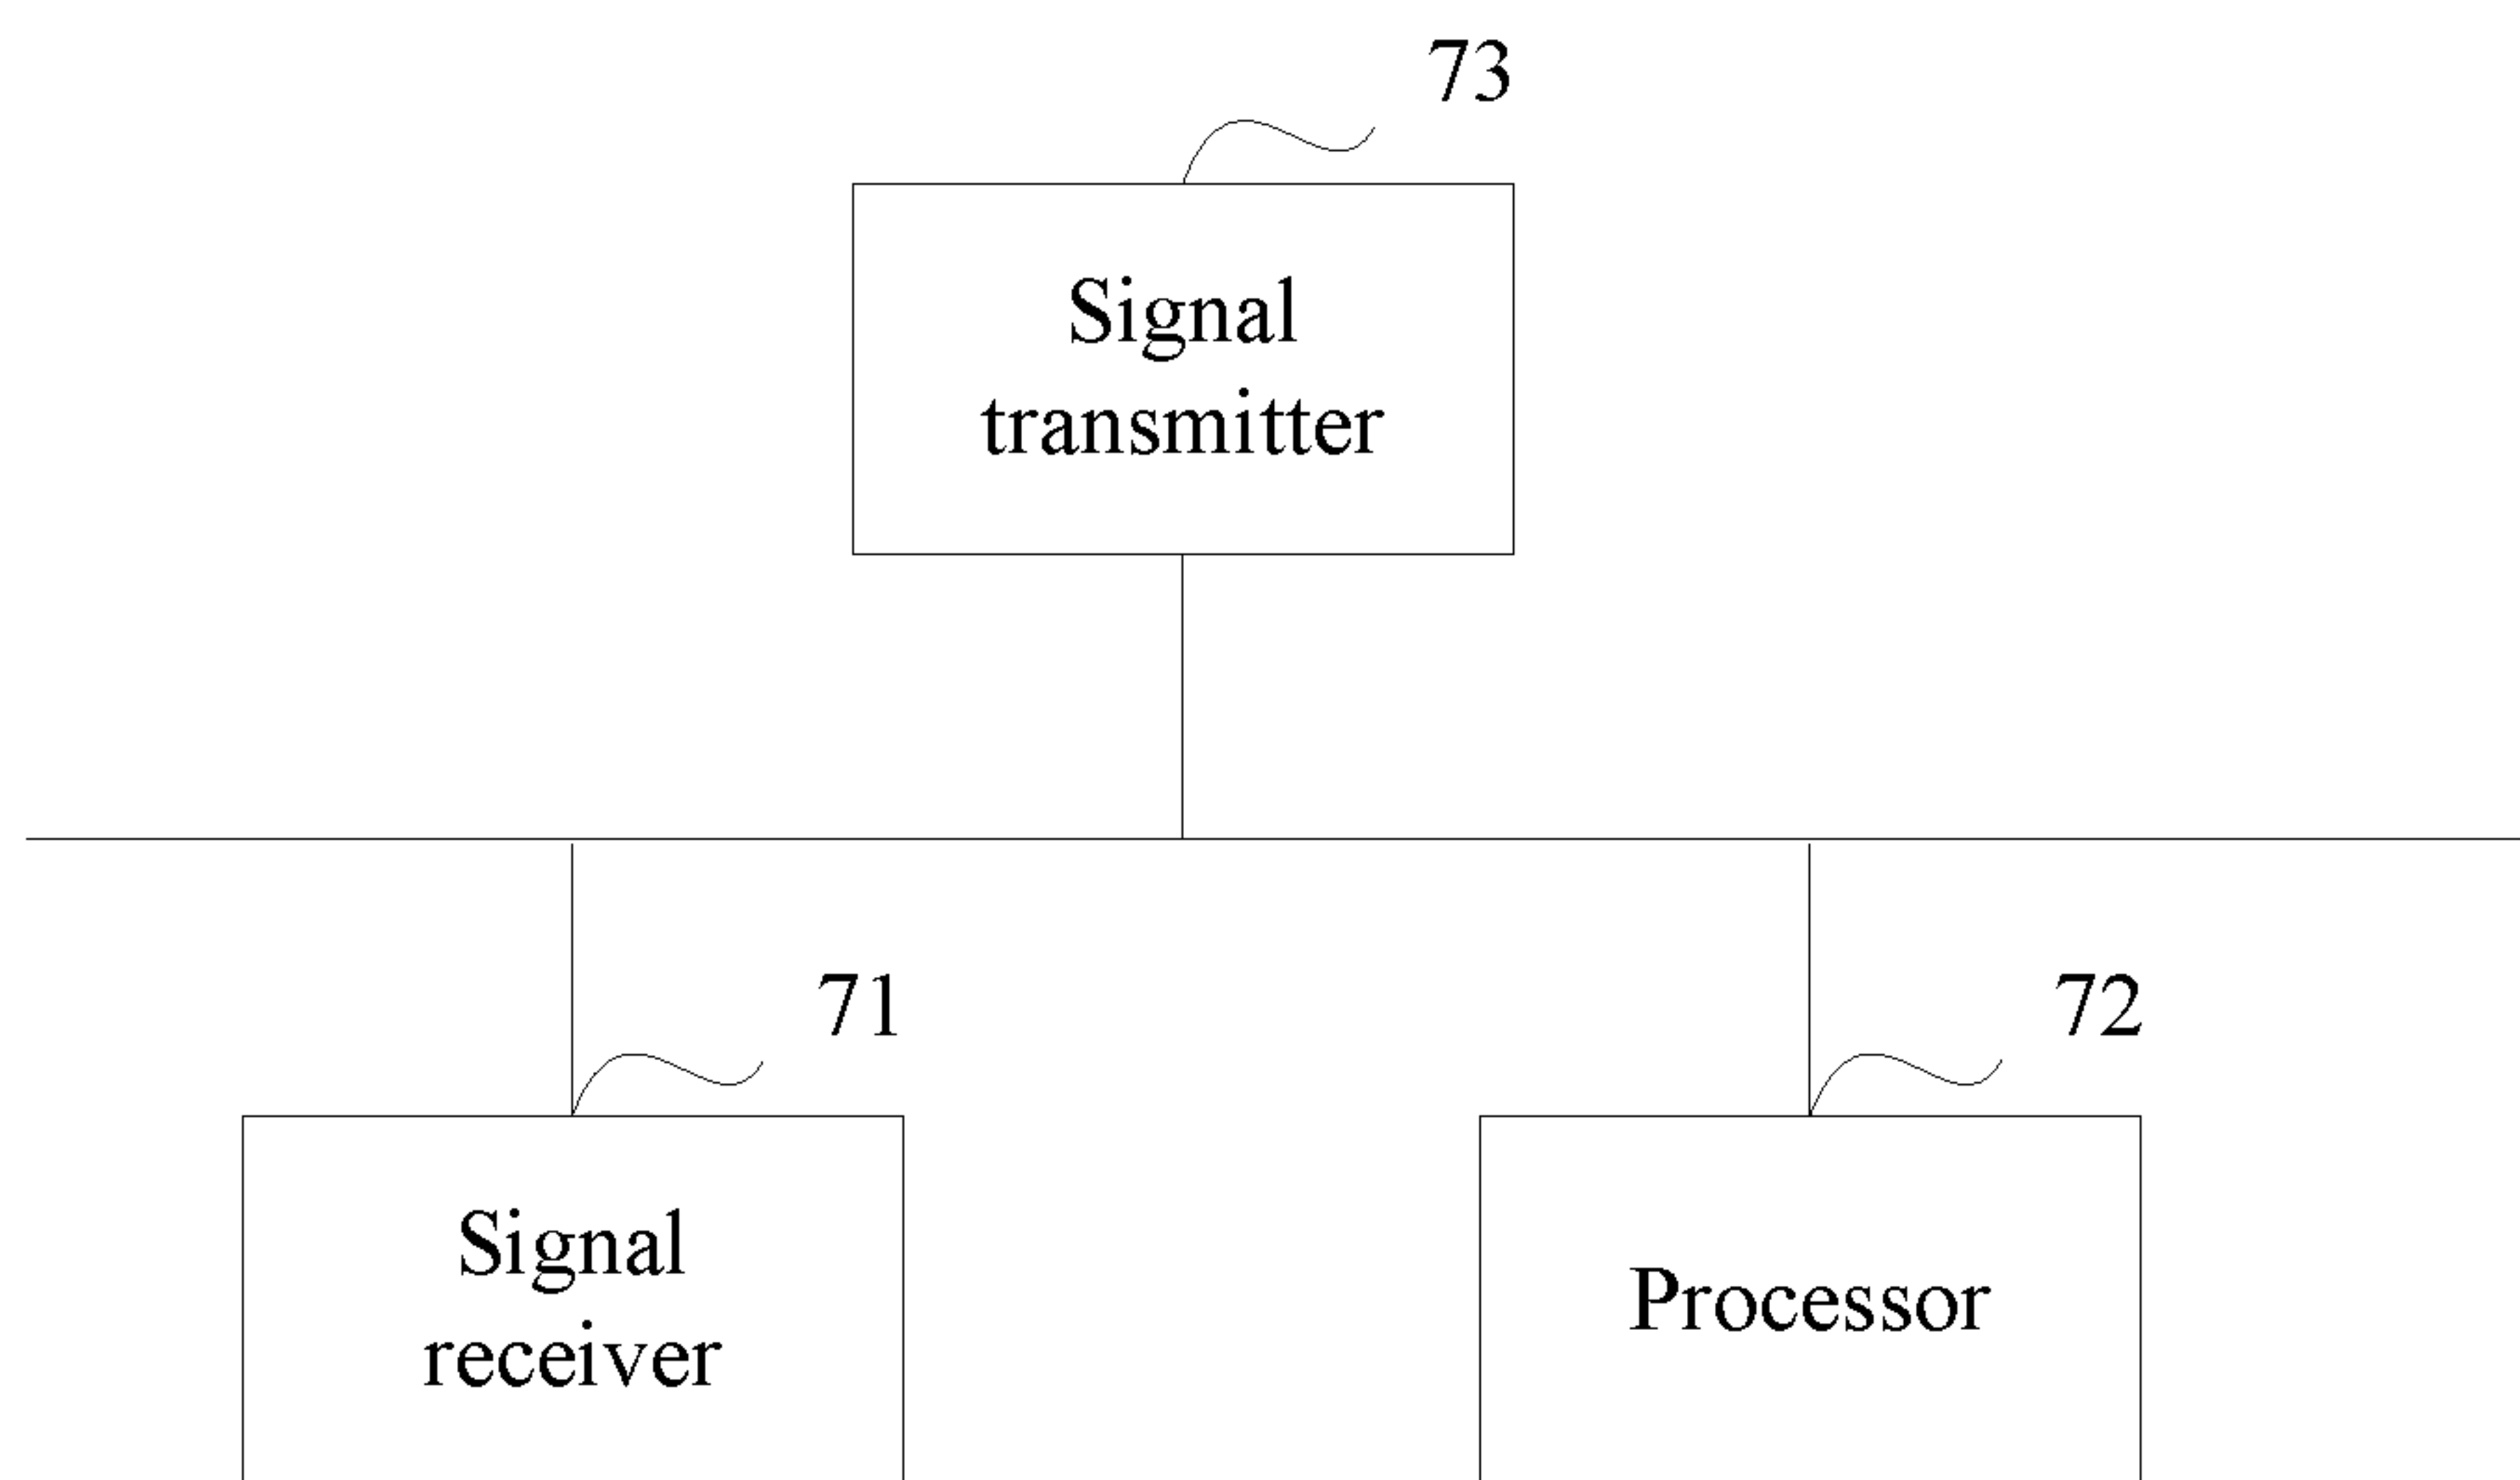 73
Signal
transmitter
71
72
Signal
receiver
Processor